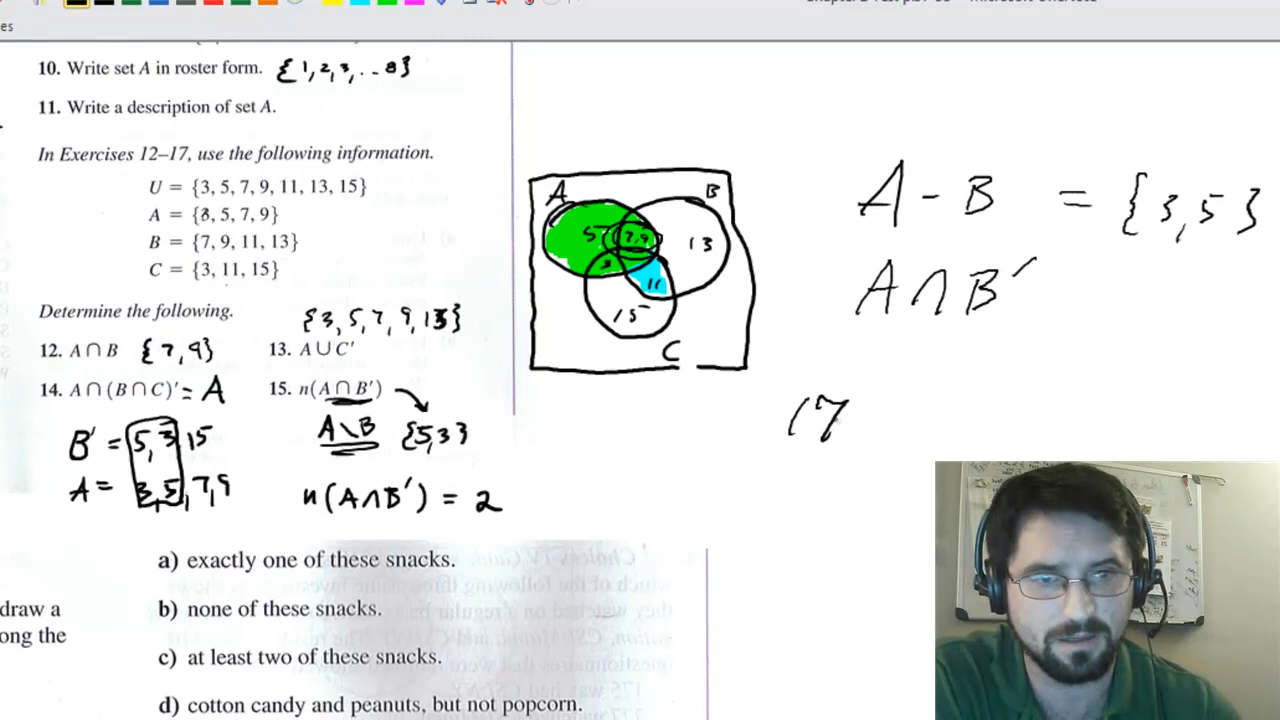 es
10. Write set A in roster form. {1,2,3,..8}
11. Write a description of set A.
In Exercises 12–17, use the following information.
U = {3, 5, 7, 9, 11, 13, 15}
A = {3, 5, 7, 9}
B = {7, 9, 11, 13}
C = {3, 11, 15}
Determine the following.
{3, 5, 7, 9, 13}
12. A ∩ B {7,9}
13. A ∪ C'
14. A ∩ (B ∩ C)' = A
15. n(A ∩ B')
B' = 5, 3, 15
A = 3, 5, 7, 9
A \ B {5,3}
n(A ∩ B') = 2
A
B
5
7,9
13
3
11
15
C
A - B = {3,5}
A ∩ B'
17
a) exactly one of these snacks.
b) none of these snacks.
c) at least two of these snacks.
d) cotton candy and peanuts, but not popcorn.
draw a
ong the